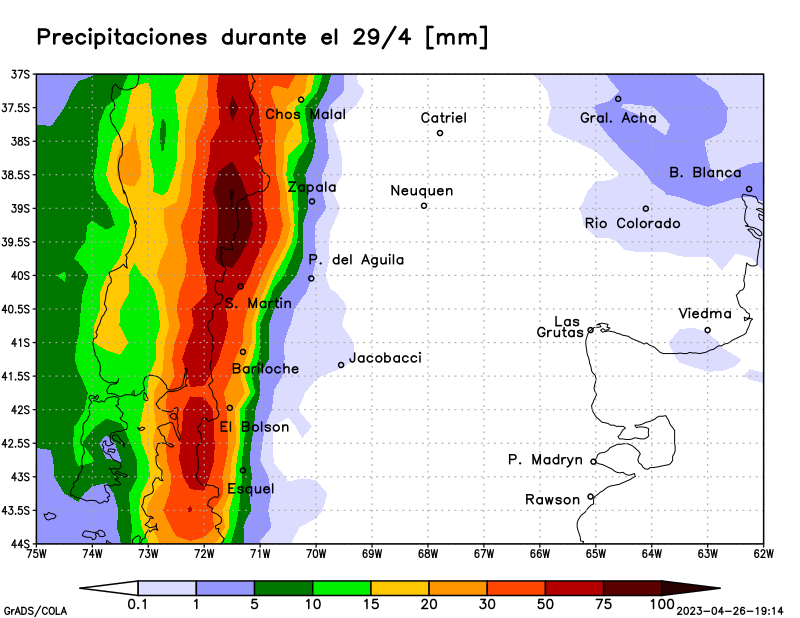 Precipitaciones durante el 29/4 [mm]
37S
37.5S
38S
38.5S
39S
39.5S
40S
40.5S
41S
41.5S
42S
42.5S
43S
43.5S
44S
Chos Malal
Catriel
Gral. Acha
B. Blanca
Zapala
Neuquen
Rio Colorado
P. del Aguila
S. Martin
Las
Grutas
Viedma
Bariloche
Jacobacci
El Bolson
P. Madryn
Esquel
Rawson
75W 74W 73W 72W 71W 70W 69W 68W 67W 66W 65W 64W 63W 62W
0.1 1 5 10 15 20 30 50 75 100
GrADS/COLA
2023-04-26-19:14